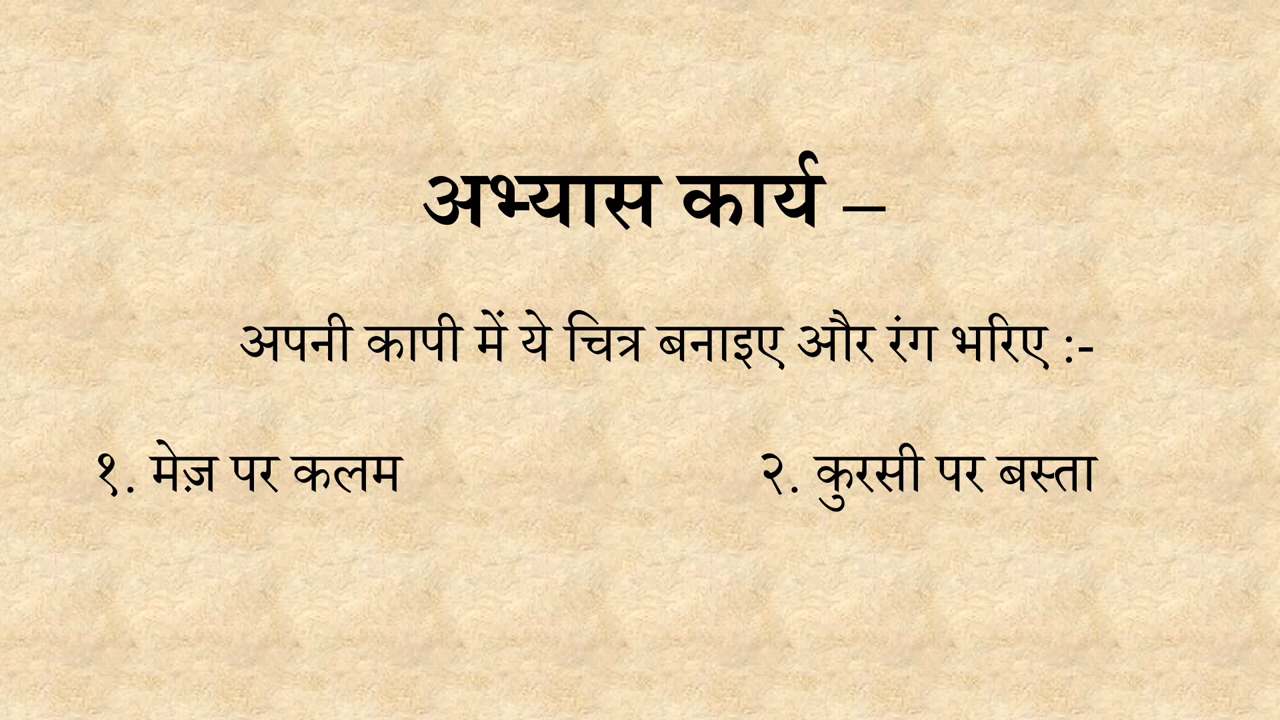 अभ्यास कार्य –
अपनी कापी में ये चित्र बनाइए और रंग भरिए :-
१. मेज़ पर कलम २. कुरसी पर बस्ता